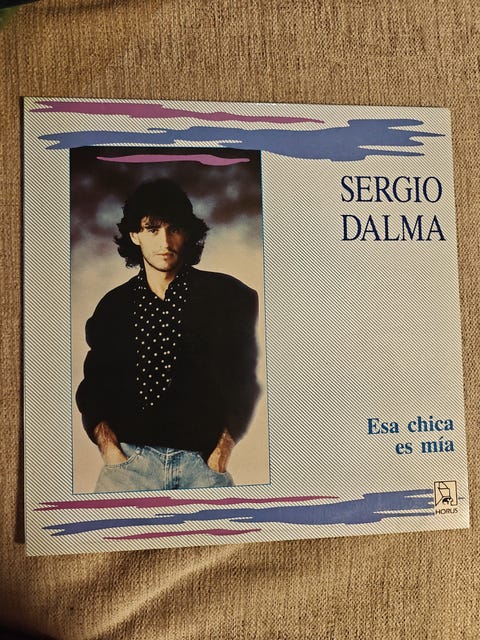 SERGIO
DALMA
Esa chica
es mía
HORUS